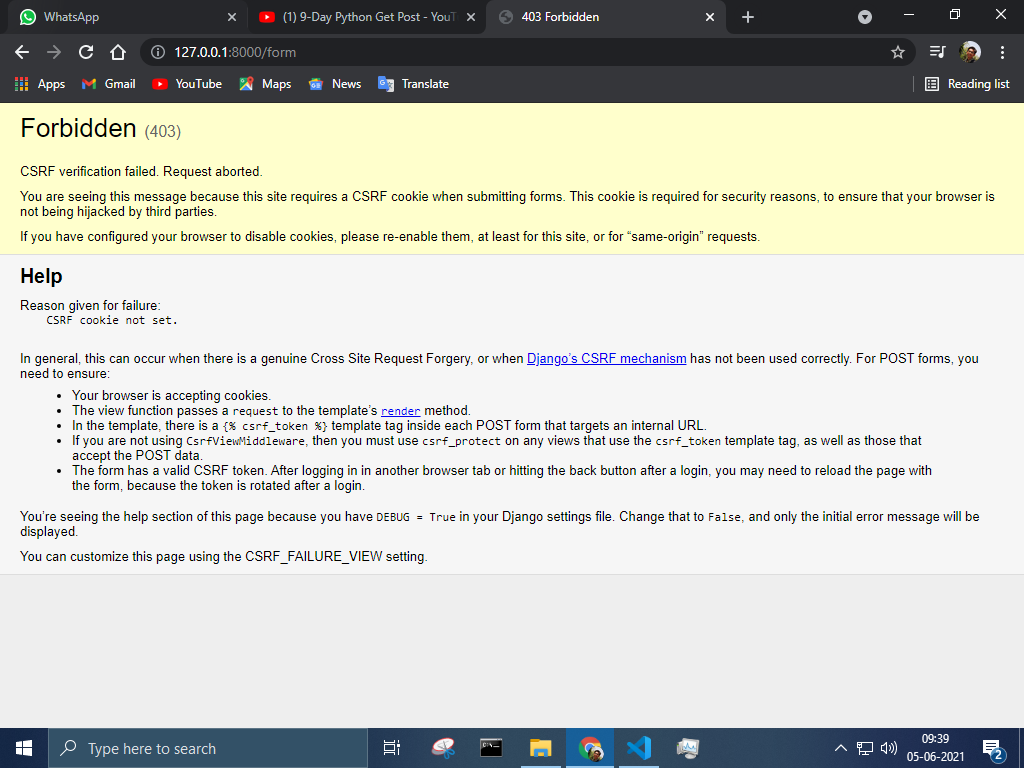 WhatsApp
(1) 9-Day Python Get Post - YouT
403 Forbidden
127.0.0.1:8000/form
Apps
Gmail
YouTube
Maps
News
Translate
Reading list
Forbidden (403)
CSRF verification failed. Request aborted.
You are seeing this message because this site requires a CSRF cookie when submitting forms. This cookie is required for security reasons, to ensure that your browser is
not being hijacked by third parties.
If you have configured your browser to disable cookies, please re-enable them, at least for this site, or for “same-origin” requests.
Help
Reason given for failure:
CSRF cookie not set.
In general, this can occur when there is a genuine Cross Site Request Forgery, or when Django’s CSRF mechanism has not been used correctly. For POST forms, you
need to ensure:
• Your browser is accepting cookies.
• The view function passes a request to the template’s render method.
• In the template, there is a {% csrf_token %} template tag inside each POST form that targets an internal URL.
• If you are not using CsrfViewMiddleware, then you must use csrf_protect on any views that use the csrf_token template tag, as well as those that
accept the POST data.
• The form has a valid CSRF token. After logging in in another browser tab or hitting the back button after a login, you may need to reload the page with
the form, because the token is rotated after a login.
You’re seeing the help section of this page because you have DEBUG = True in your Django settings file. Change that to False, and only the initial error message will be
displayed.
You can customize this page using the CSRF_FAILURE_VIEW setting.
Type here to search
09:39
05-06-2021
2